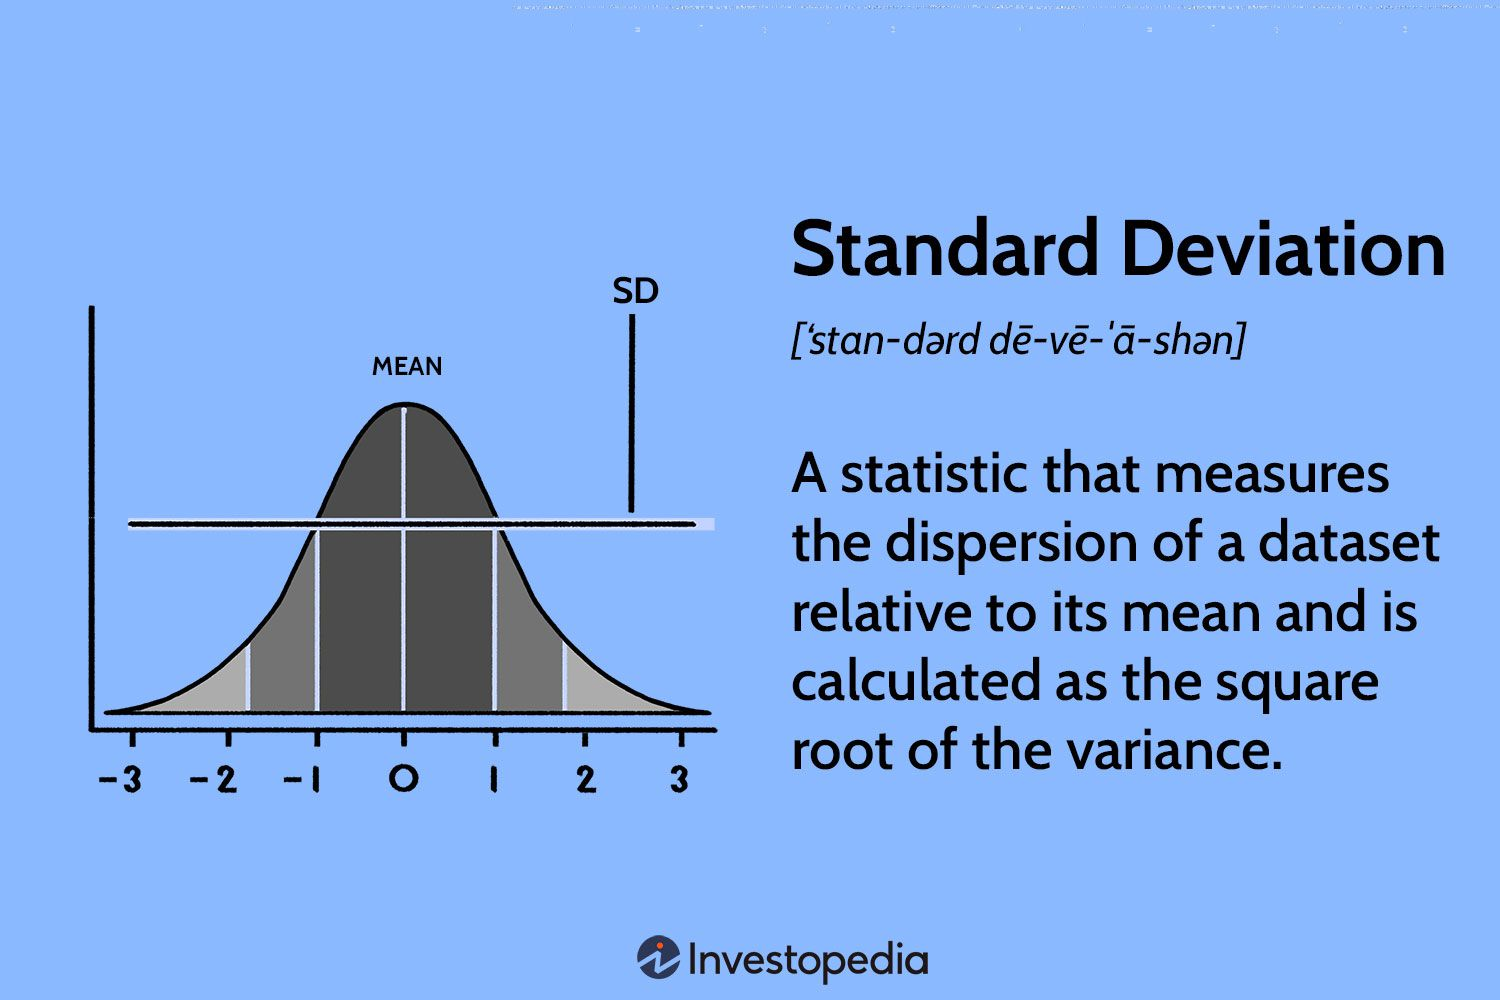 Standard Deviation
[‘stan-dərd dē-vē-ˈā-shən]
A statistic that measures
the dispersion of a dataset
relative to its mean and is
calculated as the square
root of the variance.
SD
MEAN
-3 -2 -1 0 1 2 3
Investopedia